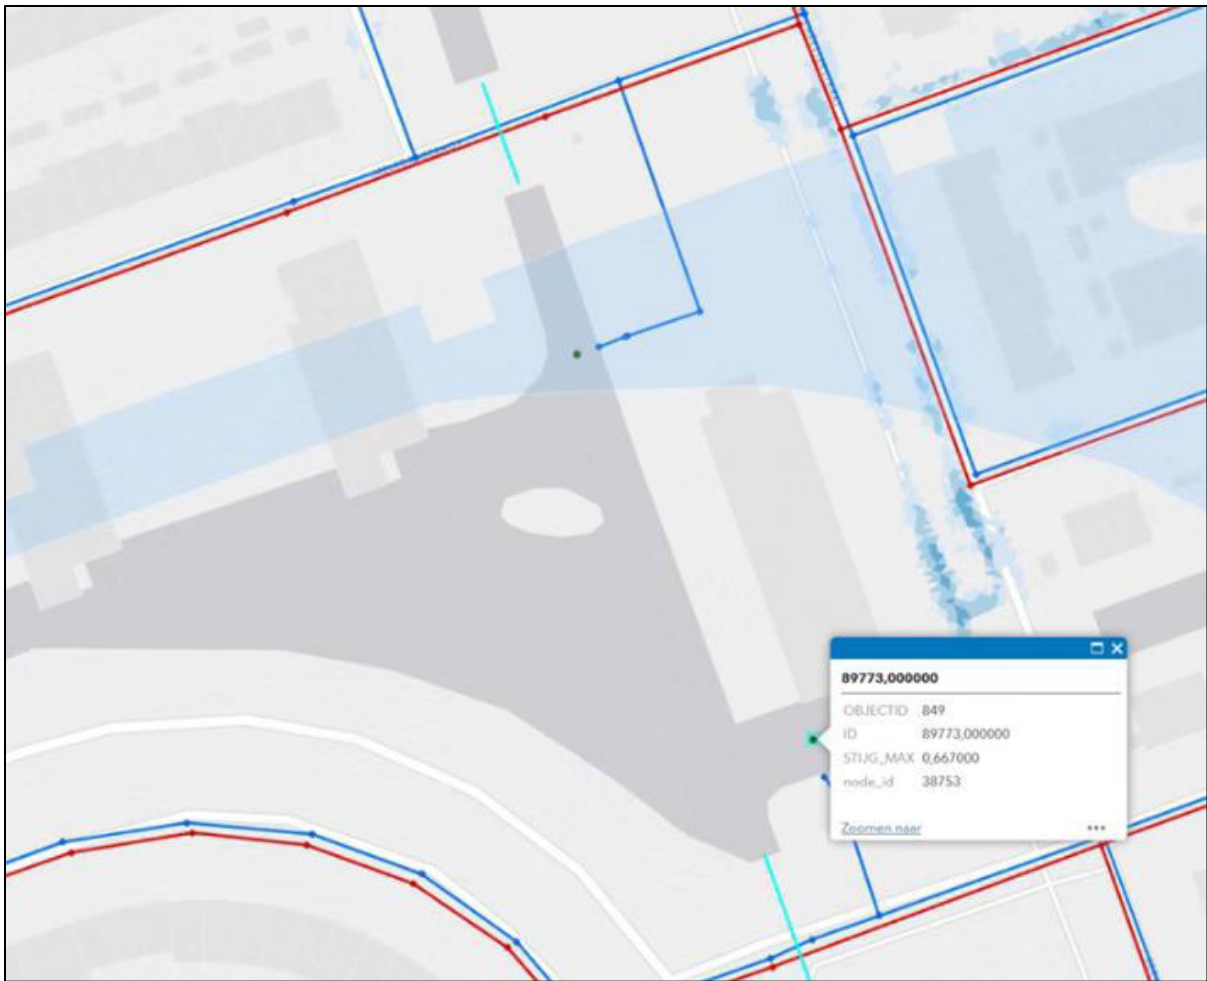 89773,000000
OBJECTID 849
ID 89773,000000
STIJG_MAX 0,667000
node_id 38753
Zoomen naar